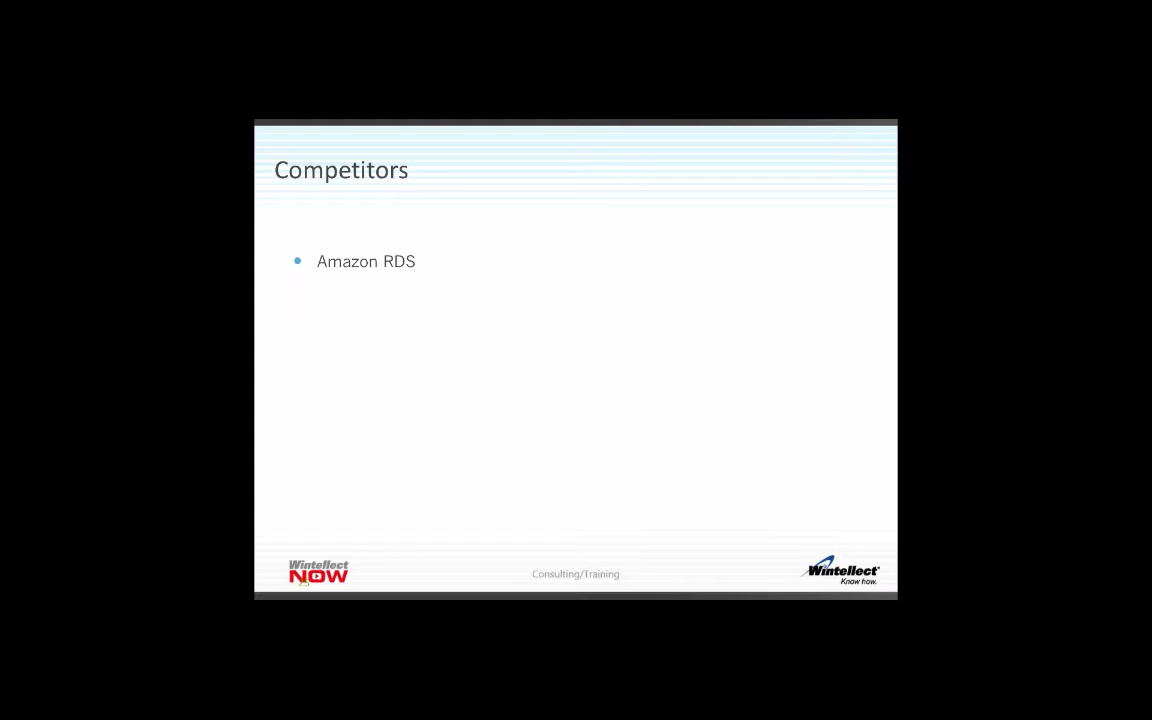 Competitors
Amazon RDS
Wintellect
NOW
Consulting/Training
Wintellect
Know how.